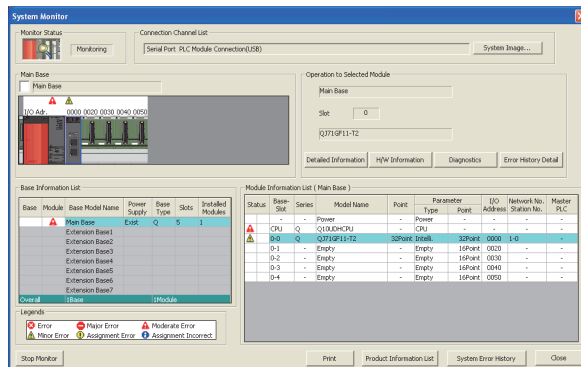 System Monitor
Monitor Status
Monitoring
Connection Channel List
Serial Port PLC Module Connection(USB)
System Image...
Main Base
Main Base
I/O Adr. 0000 0020 0030 0040 0050
Operation to Selected Module
Main Base
Slot 0
QJ71GF11-T2
Detailed Information H/W Information Diagnostics Error History Detail
Base Information List
Base Module Base Model Name Power Supply Base Type Slots Installed Modules
Main Base Exist Q 5 1
Extension Base1
Extension Base2
Extension Base3
Extension Base4
Extension Base5
Extension Base6
Extension Base7
Overall 1Base 1Module
Module Information List ( Main Base )
Status Base-Slot Series Model Name Point Parameter Type Point I/O Address Network No. Station No. Master PLC
- - Power - Power - - - -
CPU Q Q10UDHCPU - CPU - - - -
0-0 Q QJ71GF11-T2 32Point Intelli. 32Point 0000 1-0 -
0-1 - Empty - Empty 16Point 0020 - -
0-2 - Empty - Empty 16Point 0030 - -
0-3 - Empty - Empty 16Point 0040 - -
0-4 - Empty - Empty 16Point 0050 - -
Legends
Error Major Error Moderate Error
Minor Error Assignment Error Assignment Incorrect
Stop Monitor
Print Product Information List System Error History Close